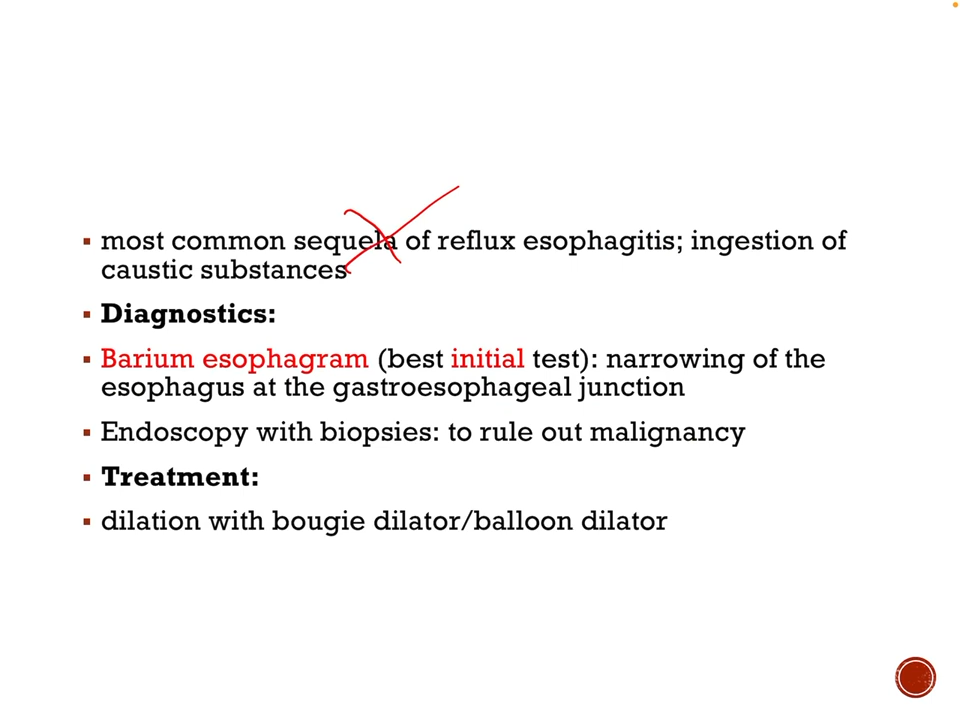 most common sequela of reflux esophagitis; ingestion of
caustic substances
Diagnostics:
Barium esophagram (best initial test): narrowing of the
esophagus at the gastroesophageal junction
Endoscopy with biopsies: to rule out malignancy
Treatment:
dilation with bougie dilator/balloon dilator